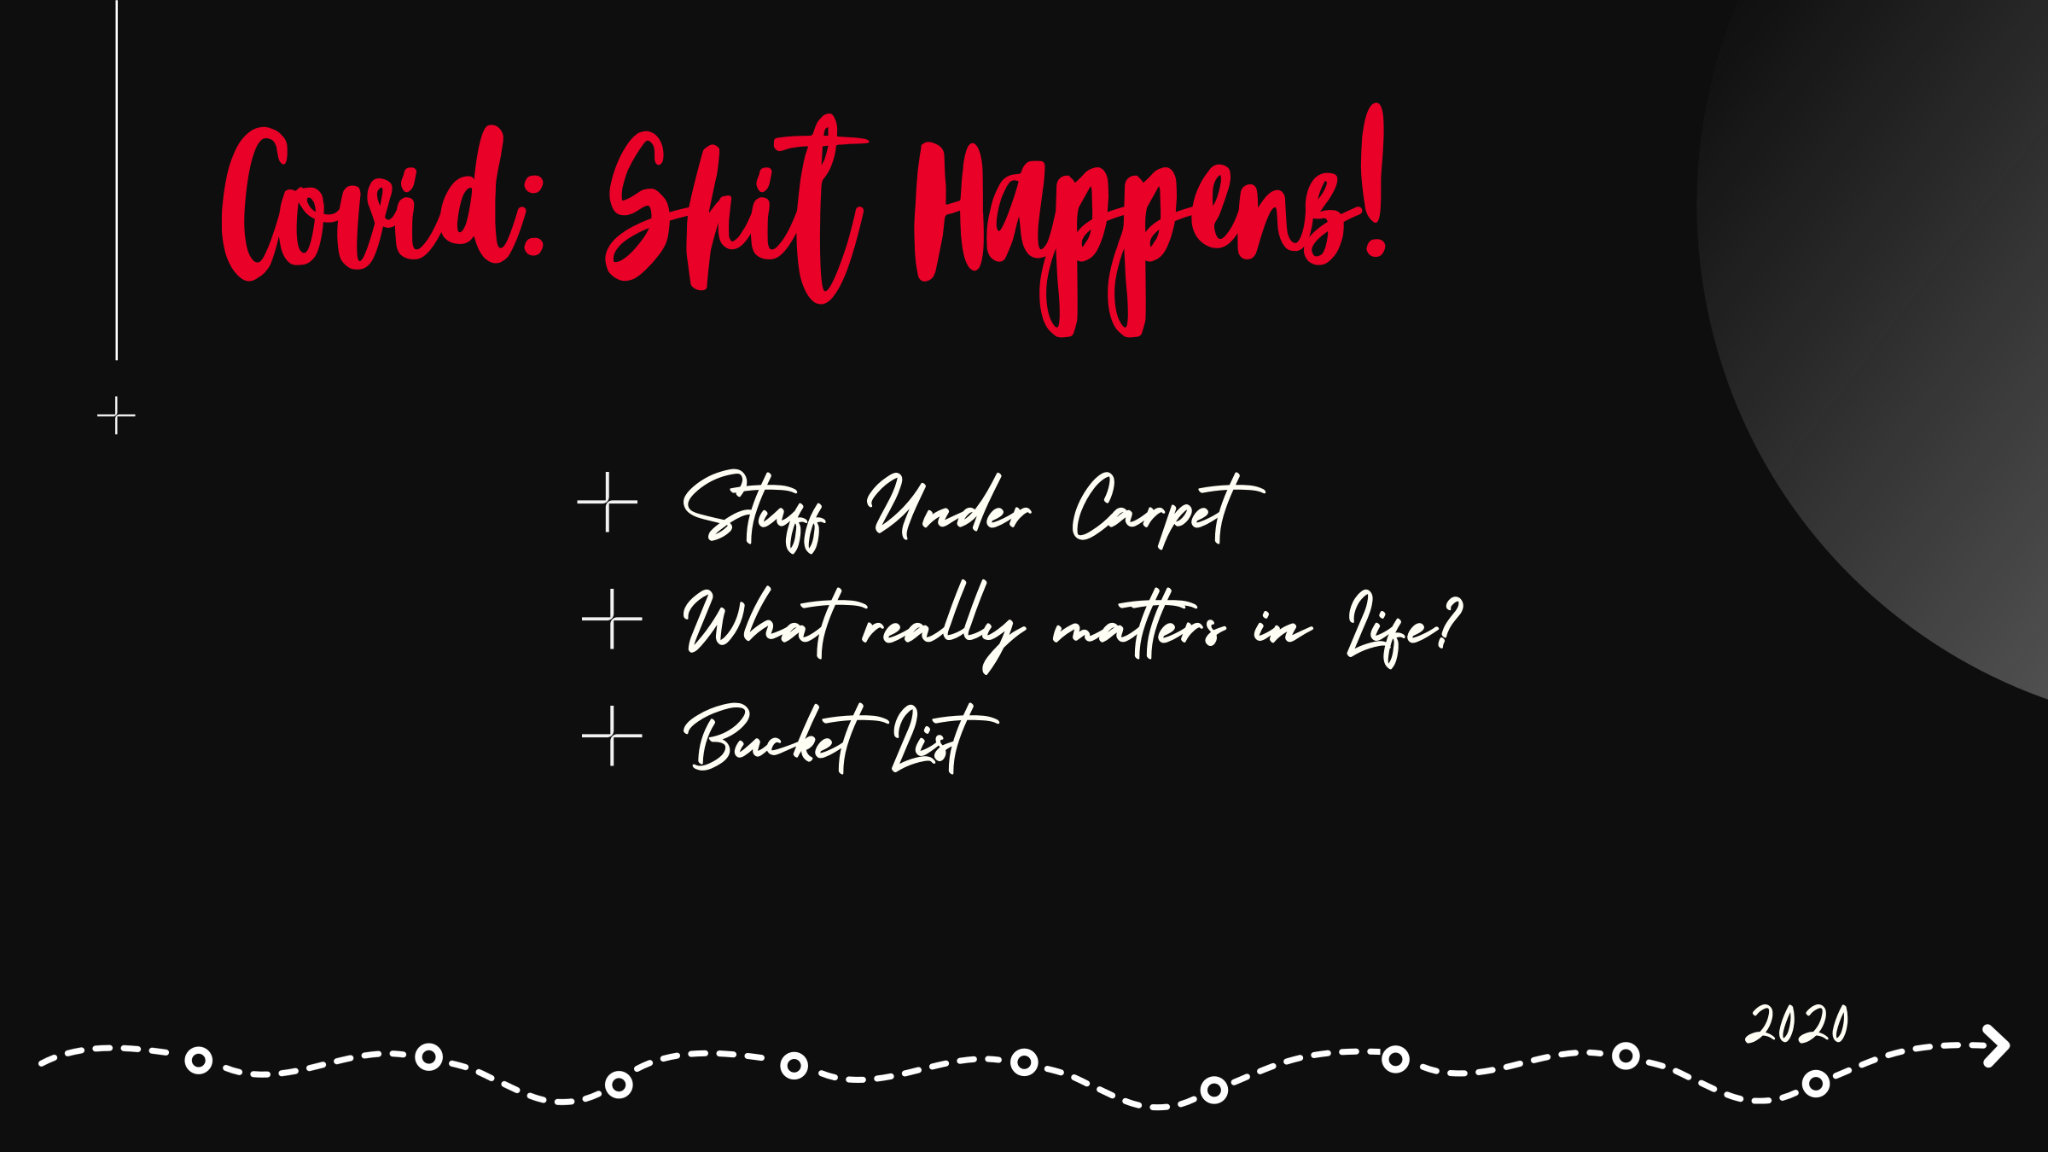 Covid: Shit Happens!
Stuff Under Carpet
What really matters in Life?
Bucket List
2020